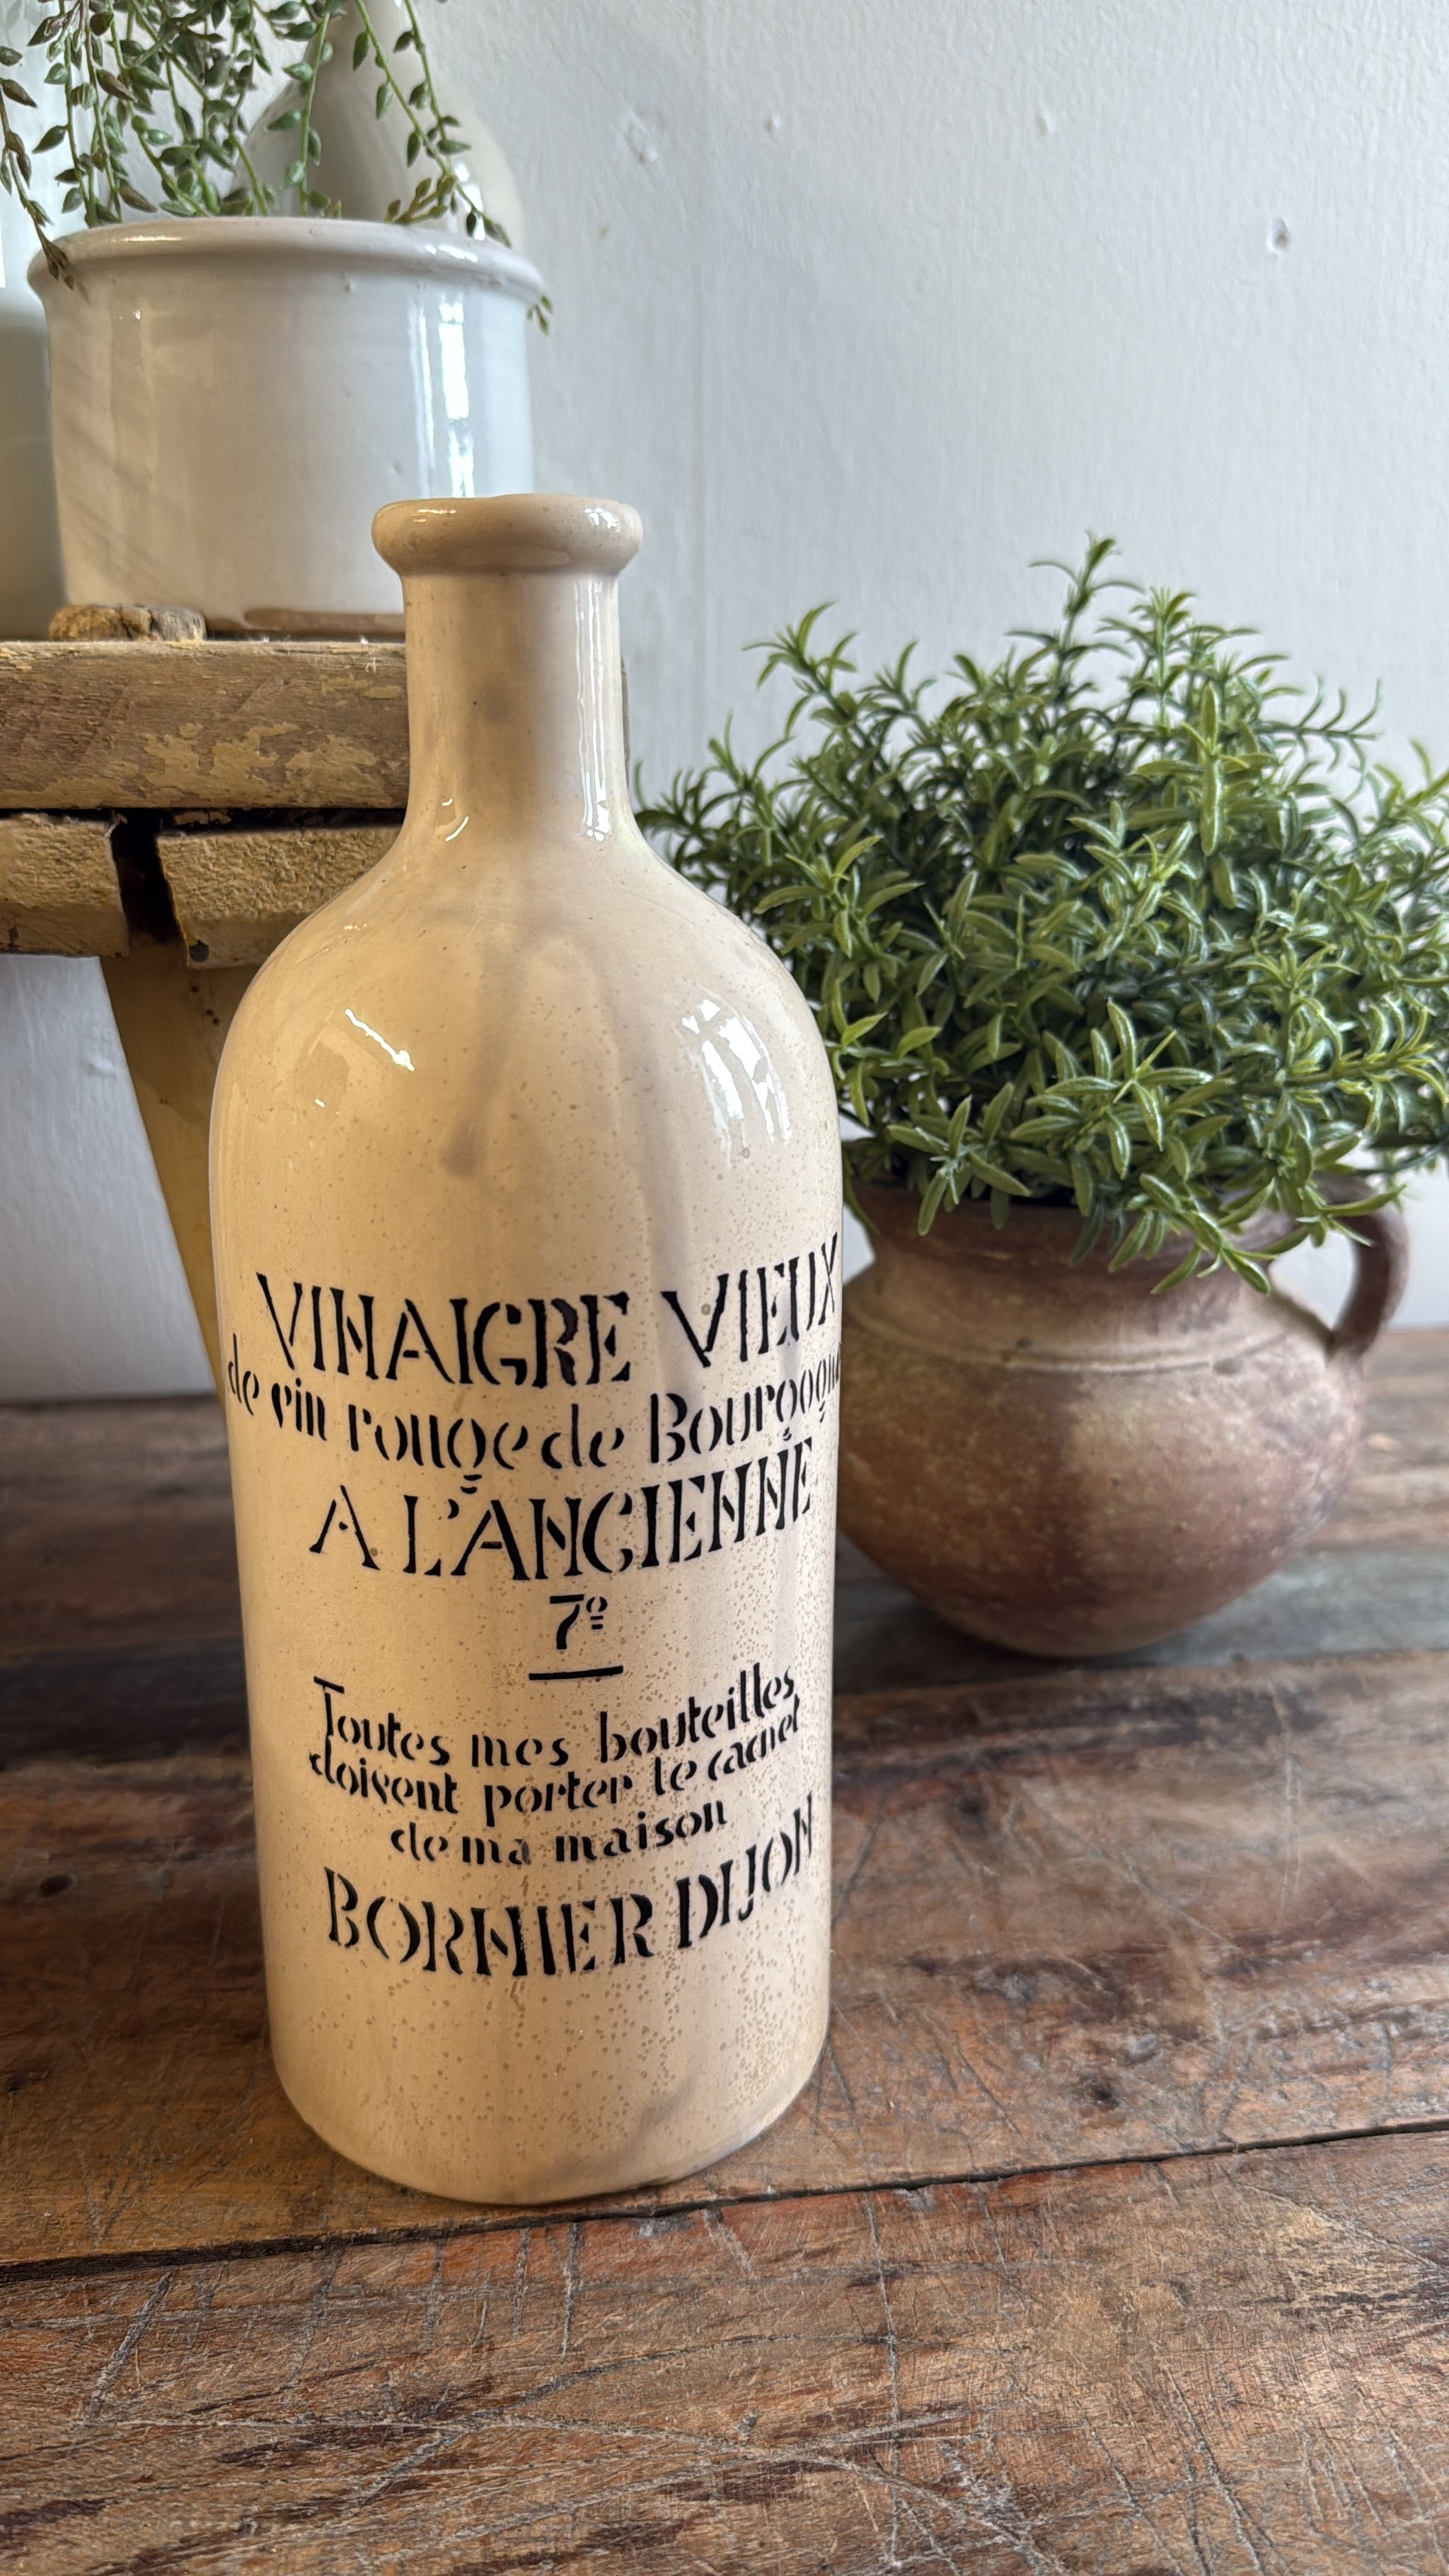 VINAIGRE VIEUX
de vin rouge de Bourgogne
A L'ANCIENNE
7º
Toutes mes bouteilles
doivent porter le cachet
de ma maison
BORNIER DIJON